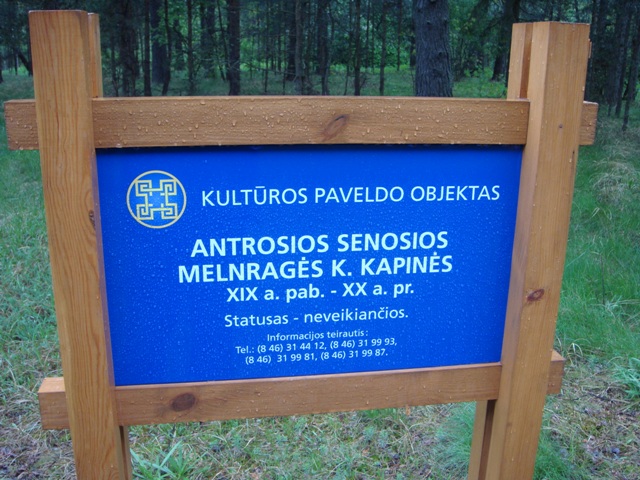 KULTŪROS PAVELDO OBJEKTAS
ANTROSIOS SENOSIOS
MELNRAGĖS K. KAPINĖS
XIX a. pab. - XX a. pr.
Statusas - neveikiančios.
Informacijos teirautis:
Tel.: (8 46) 31 44 12, (8 46) 31 99 93,
(8 46) 31 99 81, (8 46) 31 99 87.